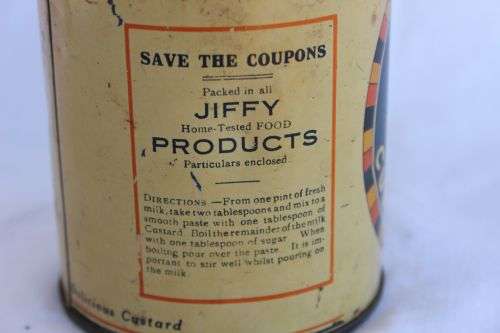 SAVE THE COUPONS
Packed in all
JIFFY
Home-Tested FOOD
PRODUCTS
Particulars enclosed
DIRECTIONS—From one pint of fresh
milk, take two tablespoons and mix to a
smooth paste with one tablespoon of
Custard. Boil the remainder of the milk
with one tablespoon of sugar When
boiling pour over the paste. It is im-
portant to stir well whilst pouring on
the milk.
Delicious Custard